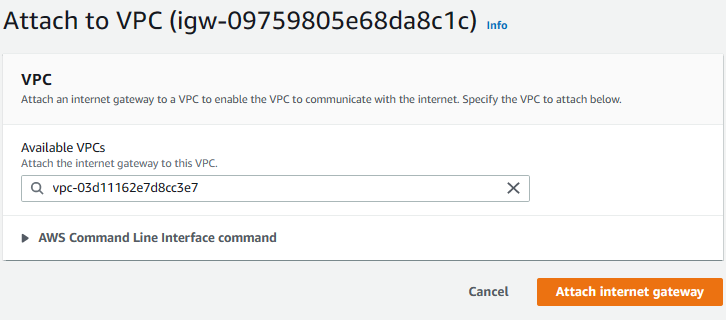 Attach to VPC (igw-09759805e68da8c1c) Info
VPC
Attach an internet gateway to a VPC to enable the VPC to communicate with the internet. Specify the VPC to attach below.
Available VPCs
Attach the internet gateway to this VPC.
vpc-03d11162e7d8cc3e7
AWS Command Line Interface command
Cancel Attach internet gateway